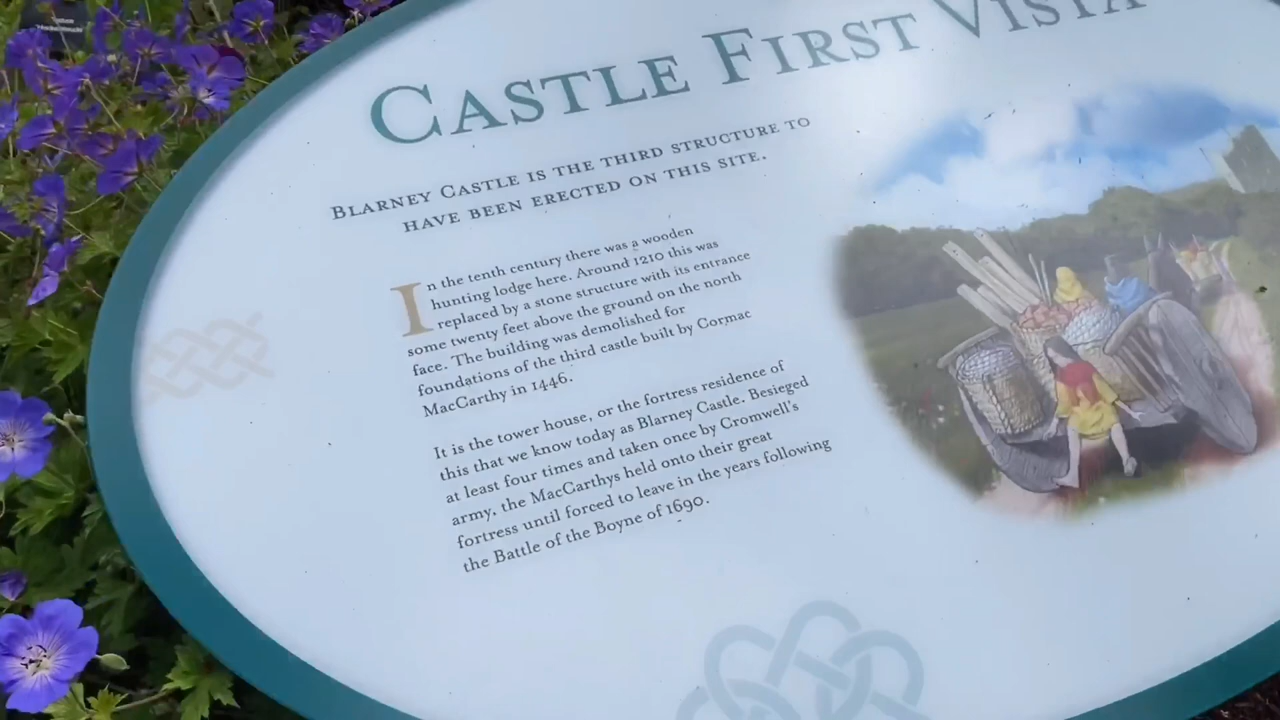 Castle First Vista
Blarney Castle is the third structure to
have been erected on this site.
In the tenth century there was a wooden
hunting lodge here. Around 1210 this was
replaced by a stone structure with its entrance
some twenty feet above the ground on the north
face. The building was demolished for
foundations of the third castle built by Cormac
MacCarthy in 1446.
It is the tower house, or the fortress residence of
this that we know today as Blarney Castle. Besieged
at least four times and taken once by Cromwell's
army, the MacCarthys held onto their great
fortress until forced to leave in the years following
the Battle of the Boyne of 1690.